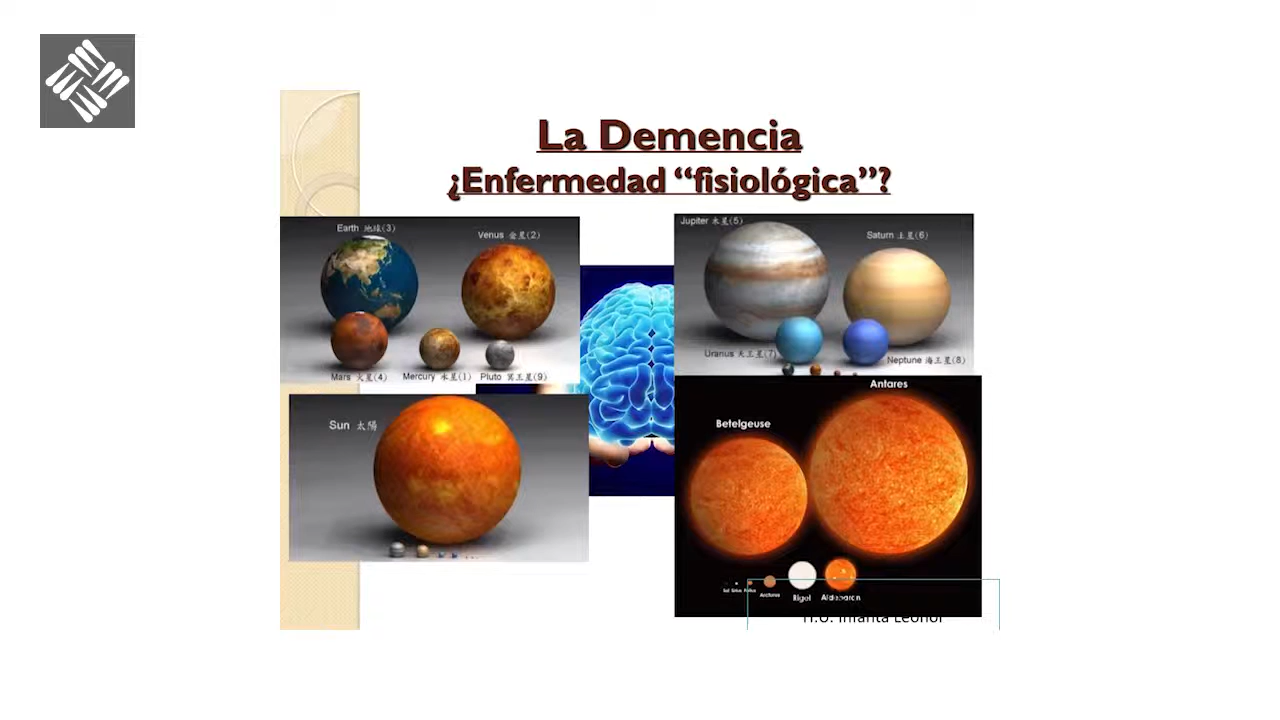 La Demencia
¿Enfermedad “fisiológica”?
Earth 地球(3)
Venus 金星(2)
Mars 火星(4)
Mercury 水星(1)
Pluto 冥王星(9)
Jupiter 木星(5)
Saturn 土星(6)
Uranus 天王星(7)
Neptune 海王星(8)
Sun 太陽
Antares
Betelgeuse
Arcturus
Rigel
Aldebaran
H.U. Infanta Leonor